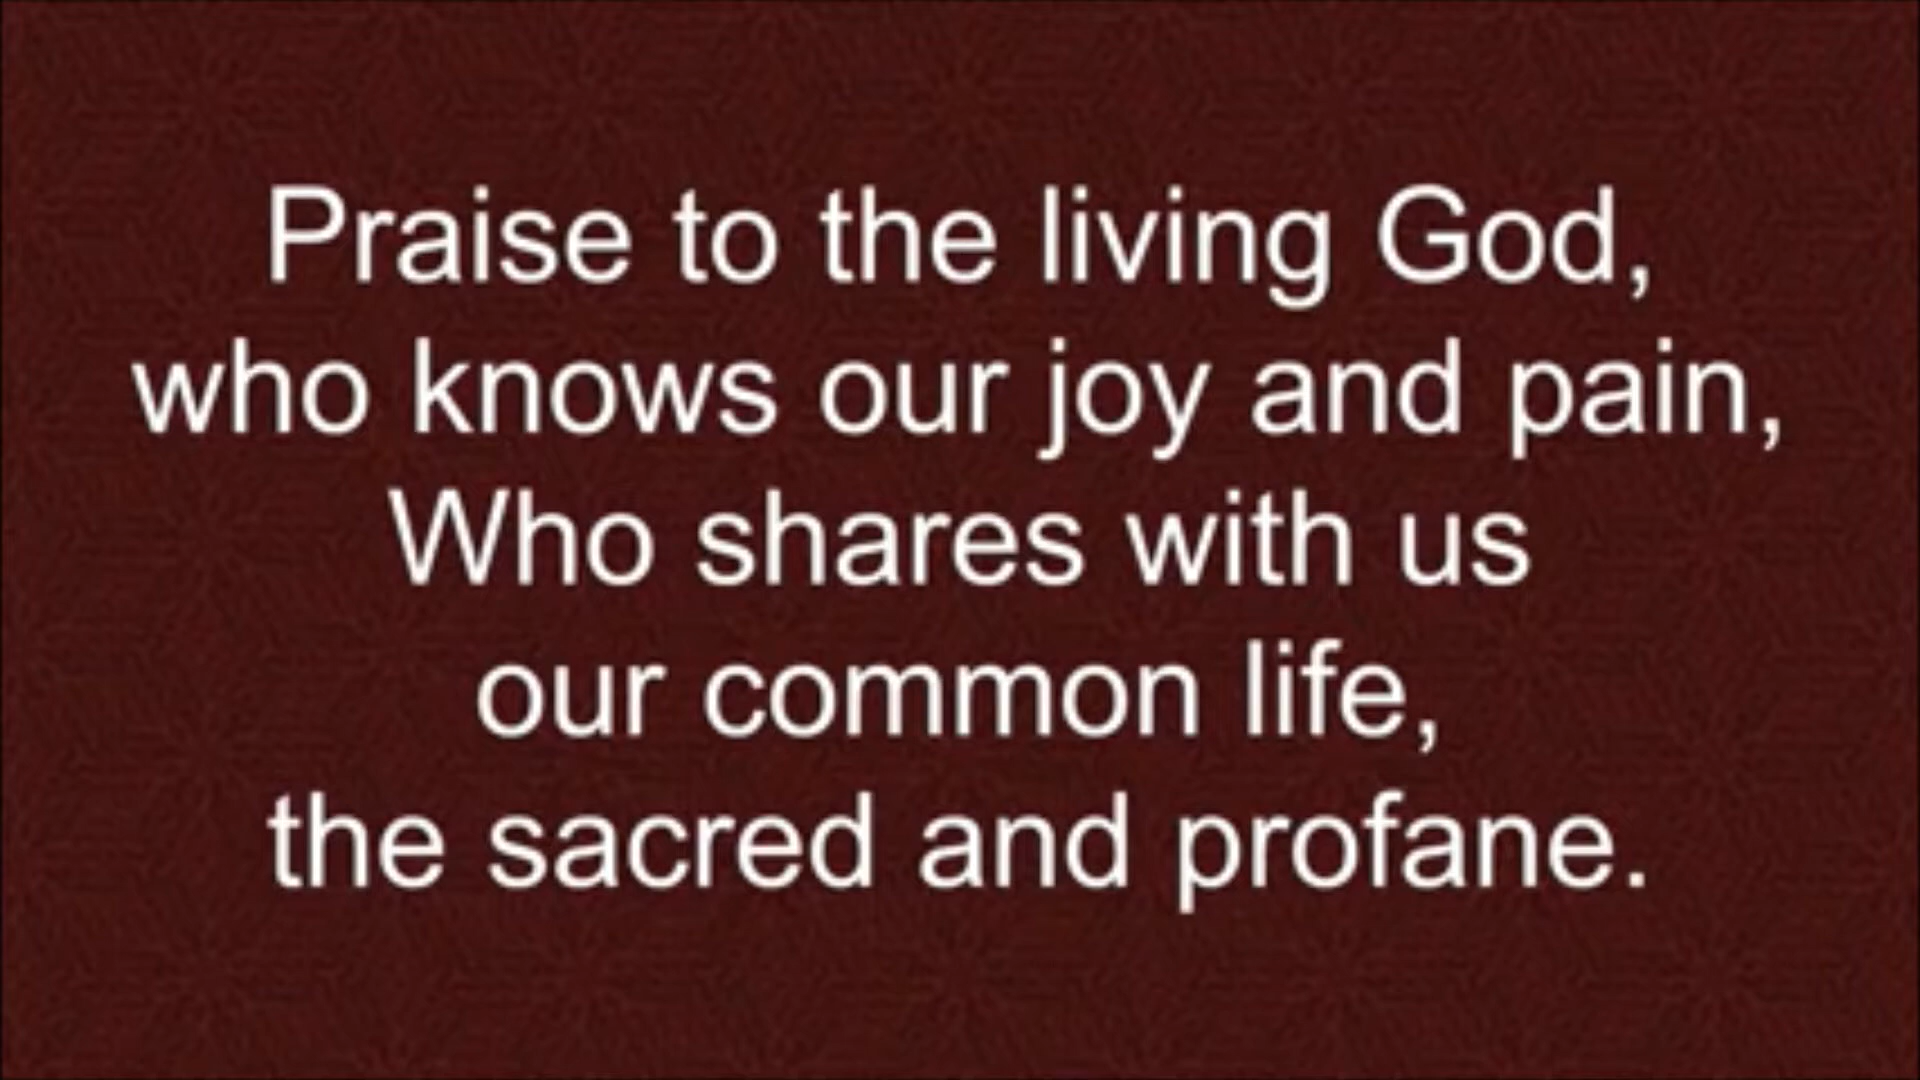 Praise to the living God,
who knows our joy and pain,
Who shares with us
our common life,
the sacred and profane.